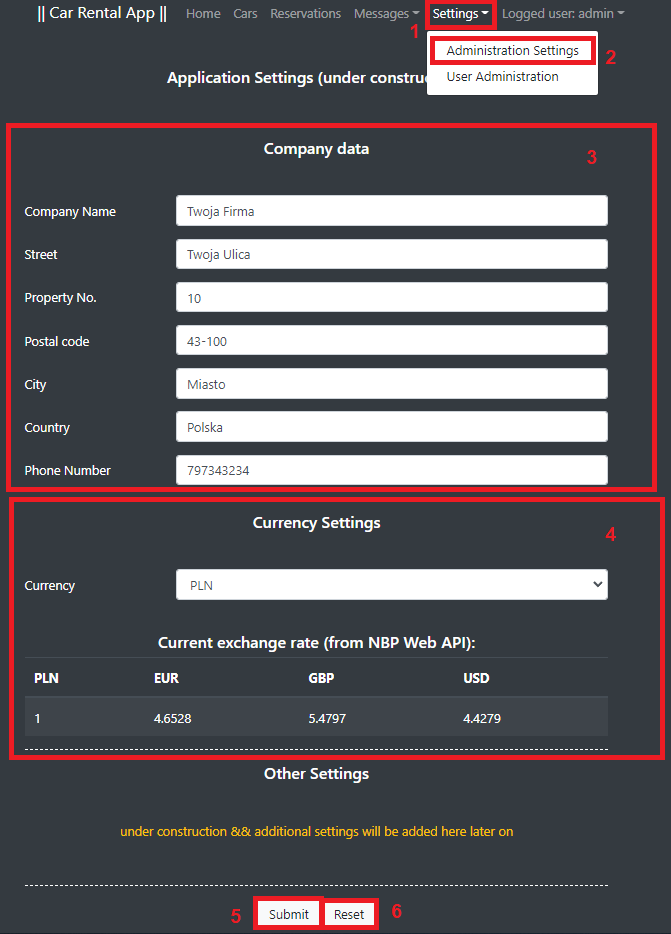 || Car Rental App || Home Cars Reservations Messages Settings Logged user: admin
1
Administration Settings 2
User Administration
Application Settings (under constru
Company data
3
Company Name Twoja Firma
Street Twoja Ulica
Property No. 10
Postal code 43-100
City Miasto
Country Polska
Phone Number 797343234
Currency Settings
4
Currency PLN
Current exchange rate (from NBP Web API):
PLN EUR GBP USD
1 4.6528 5.4797 4.4279
Other Settings
under construction && additional settings will be added here later on
5 Submit Reset 6